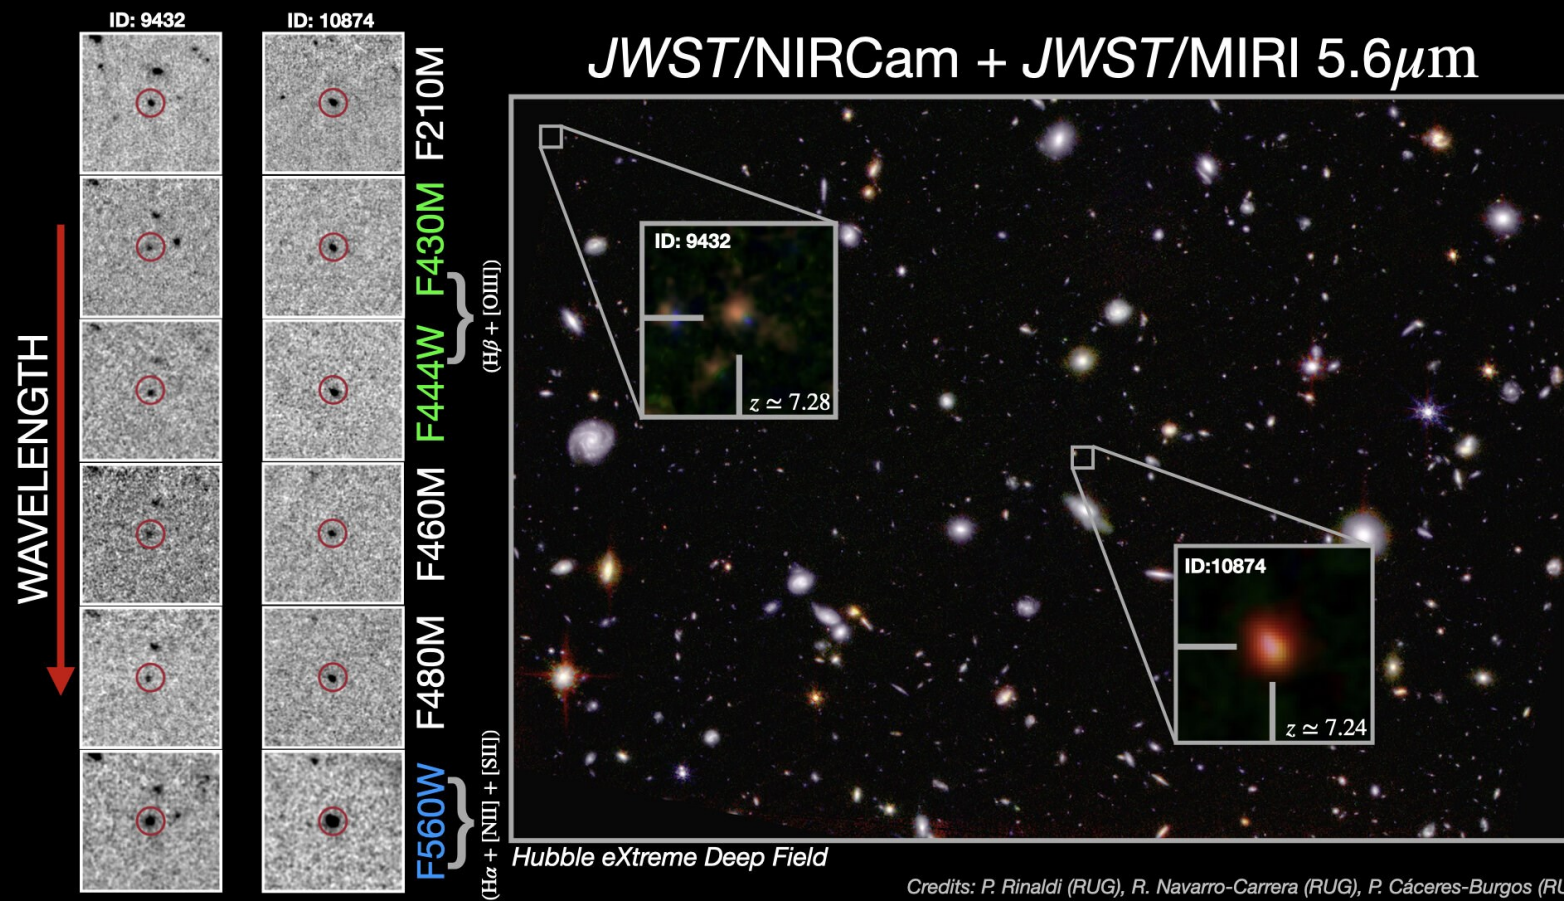 ID: 9432
ID: 10874
JWST/NIRCam + JWST/MIRI 5.6μm
F210M
F430M
F444W
(Hβ + [OIII])
F460M
F480M
F560W
(Hα + [NII] + [SII])
WAVELENGTH
ID: 9432
z ≃ 7.28
ID:10874
z ≃ 7.24
Hubble eXtreme Deep Field
Credits: P. Rinaldi (RUG), R. Navarro-Carrera (RUG), P. Cáceres-Burgos (RU